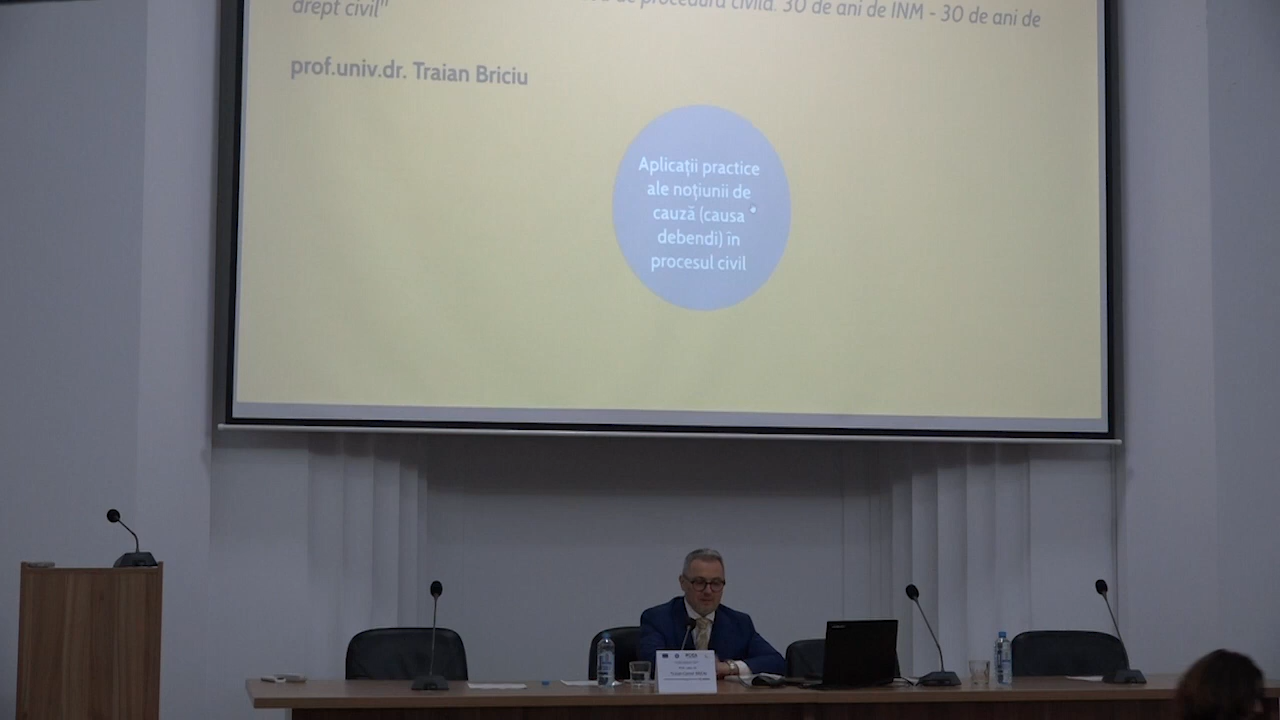 de procedură civilă. 30 de ani de INM - 30 de ani de
drept civil"
prof.univ.dr. Traian Briciu
Aplicații practice
ale noțiunii de
cauză (causa
debendi) în
procesul civil